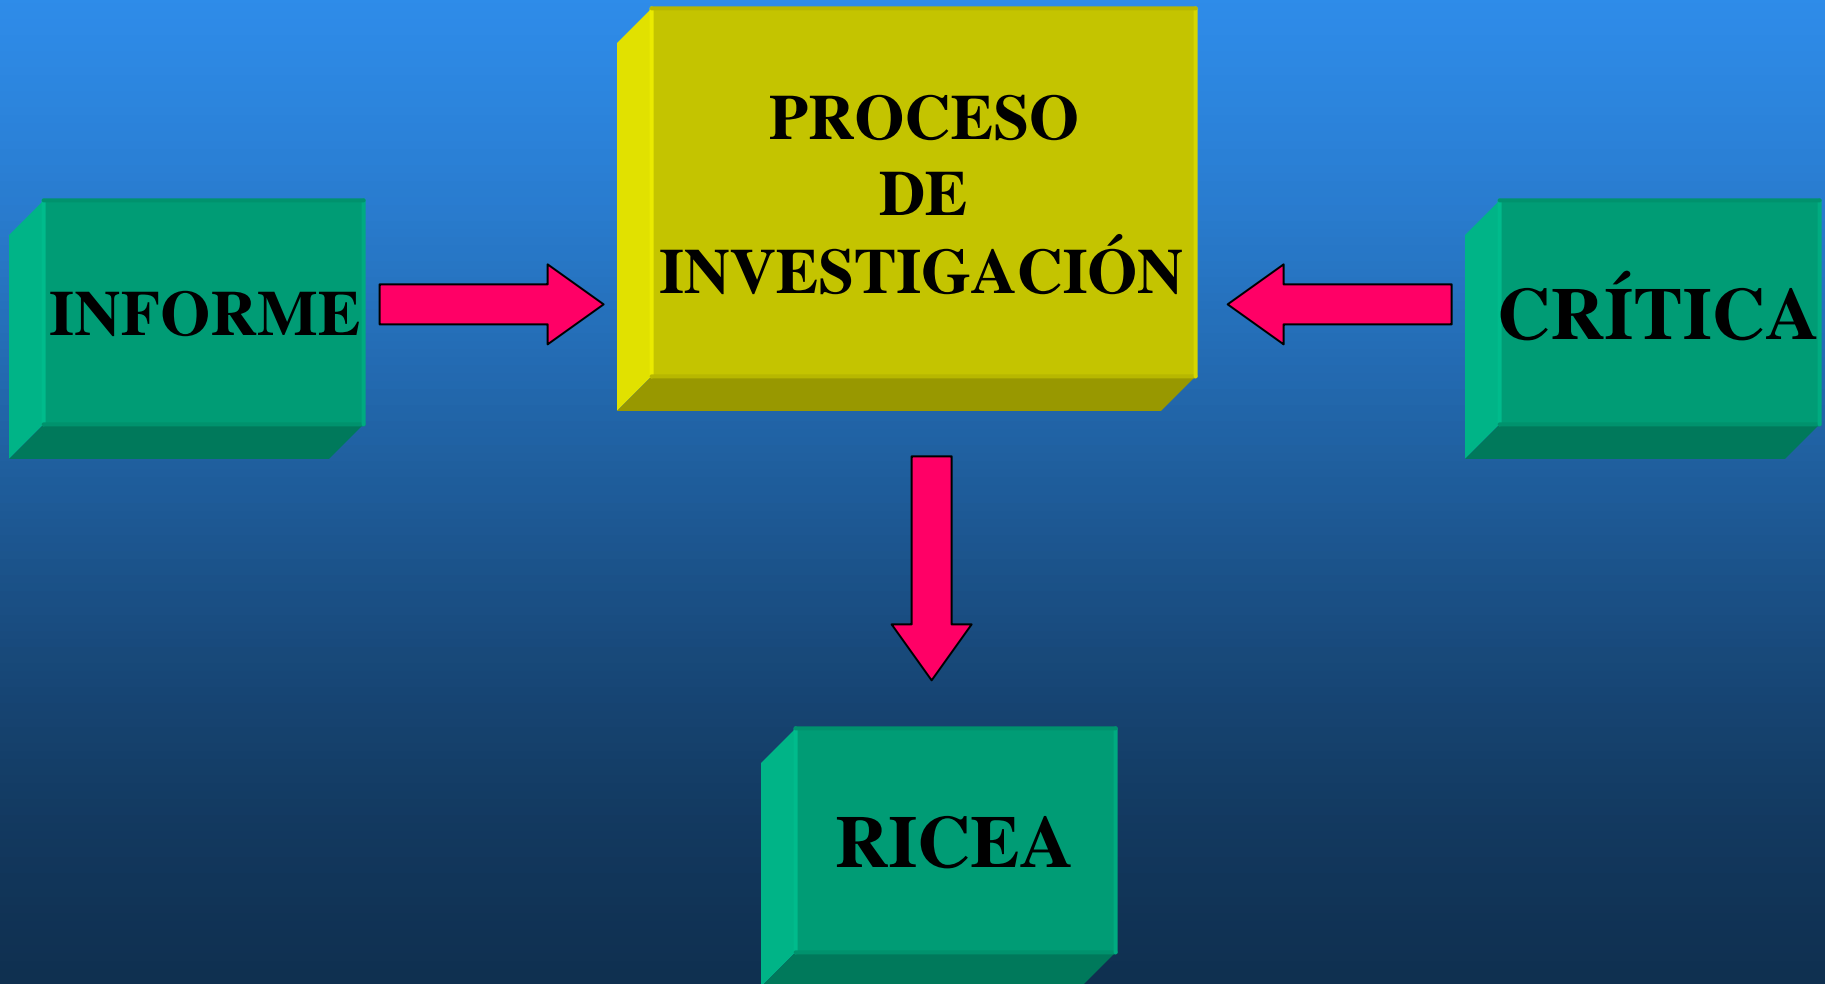 PROCESO
DE
INVESTIGACIÓN
INFORME
CRÍTICA
RICEA